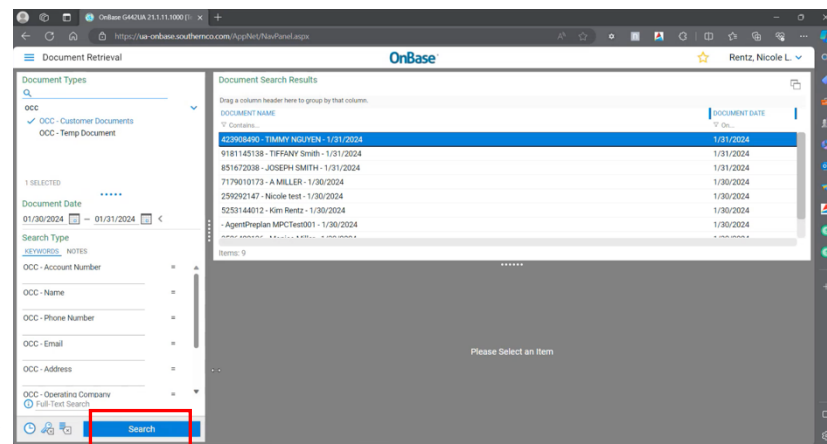 OnBase G442UA 21.1.11.1000
https://ua-onbase.southernco.com/AppNet/NavPanel.aspx
Document Retrieval
OnBase
Rentz, Nicole L.
Document Types
occ
OCC - Customer Documents
OCC - Temp Document
1 SELECTED
Document Date
01/30/2024 – 01/31/2024
Search Type
KEYWORDS NOTES
OCC - Account Number =
OCC - Name =
OCC - Phone Number =
OCC - Email =
OCC - Address =
OCC - Operating Company =
Full-Text Search
Search
Document Search Results
Drag a column header here to group by that column.
DOCUMENT NAME DOCUMENT DATE
Contains... On...
423908490 - TIMMY NGUYEN - 1/31/2024 1/31/2024
9181145138 - TIFFANY Smith - 1/31/2024 1/31/2024
851672038 - JOSEPH SMITH - 1/31/2024 1/31/2024
7179010173 - A MILLER - 1/30/2024 1/30/2024
259292147 - Nicole test - 1/30/2024 1/30/2024
5253144012 - Kim Rentz - 1/30/2024 1/30/2024
- AgentPreplan MPCTest001 - 1/30/2024 1/30/2024
Items: 9
Please Select an Item